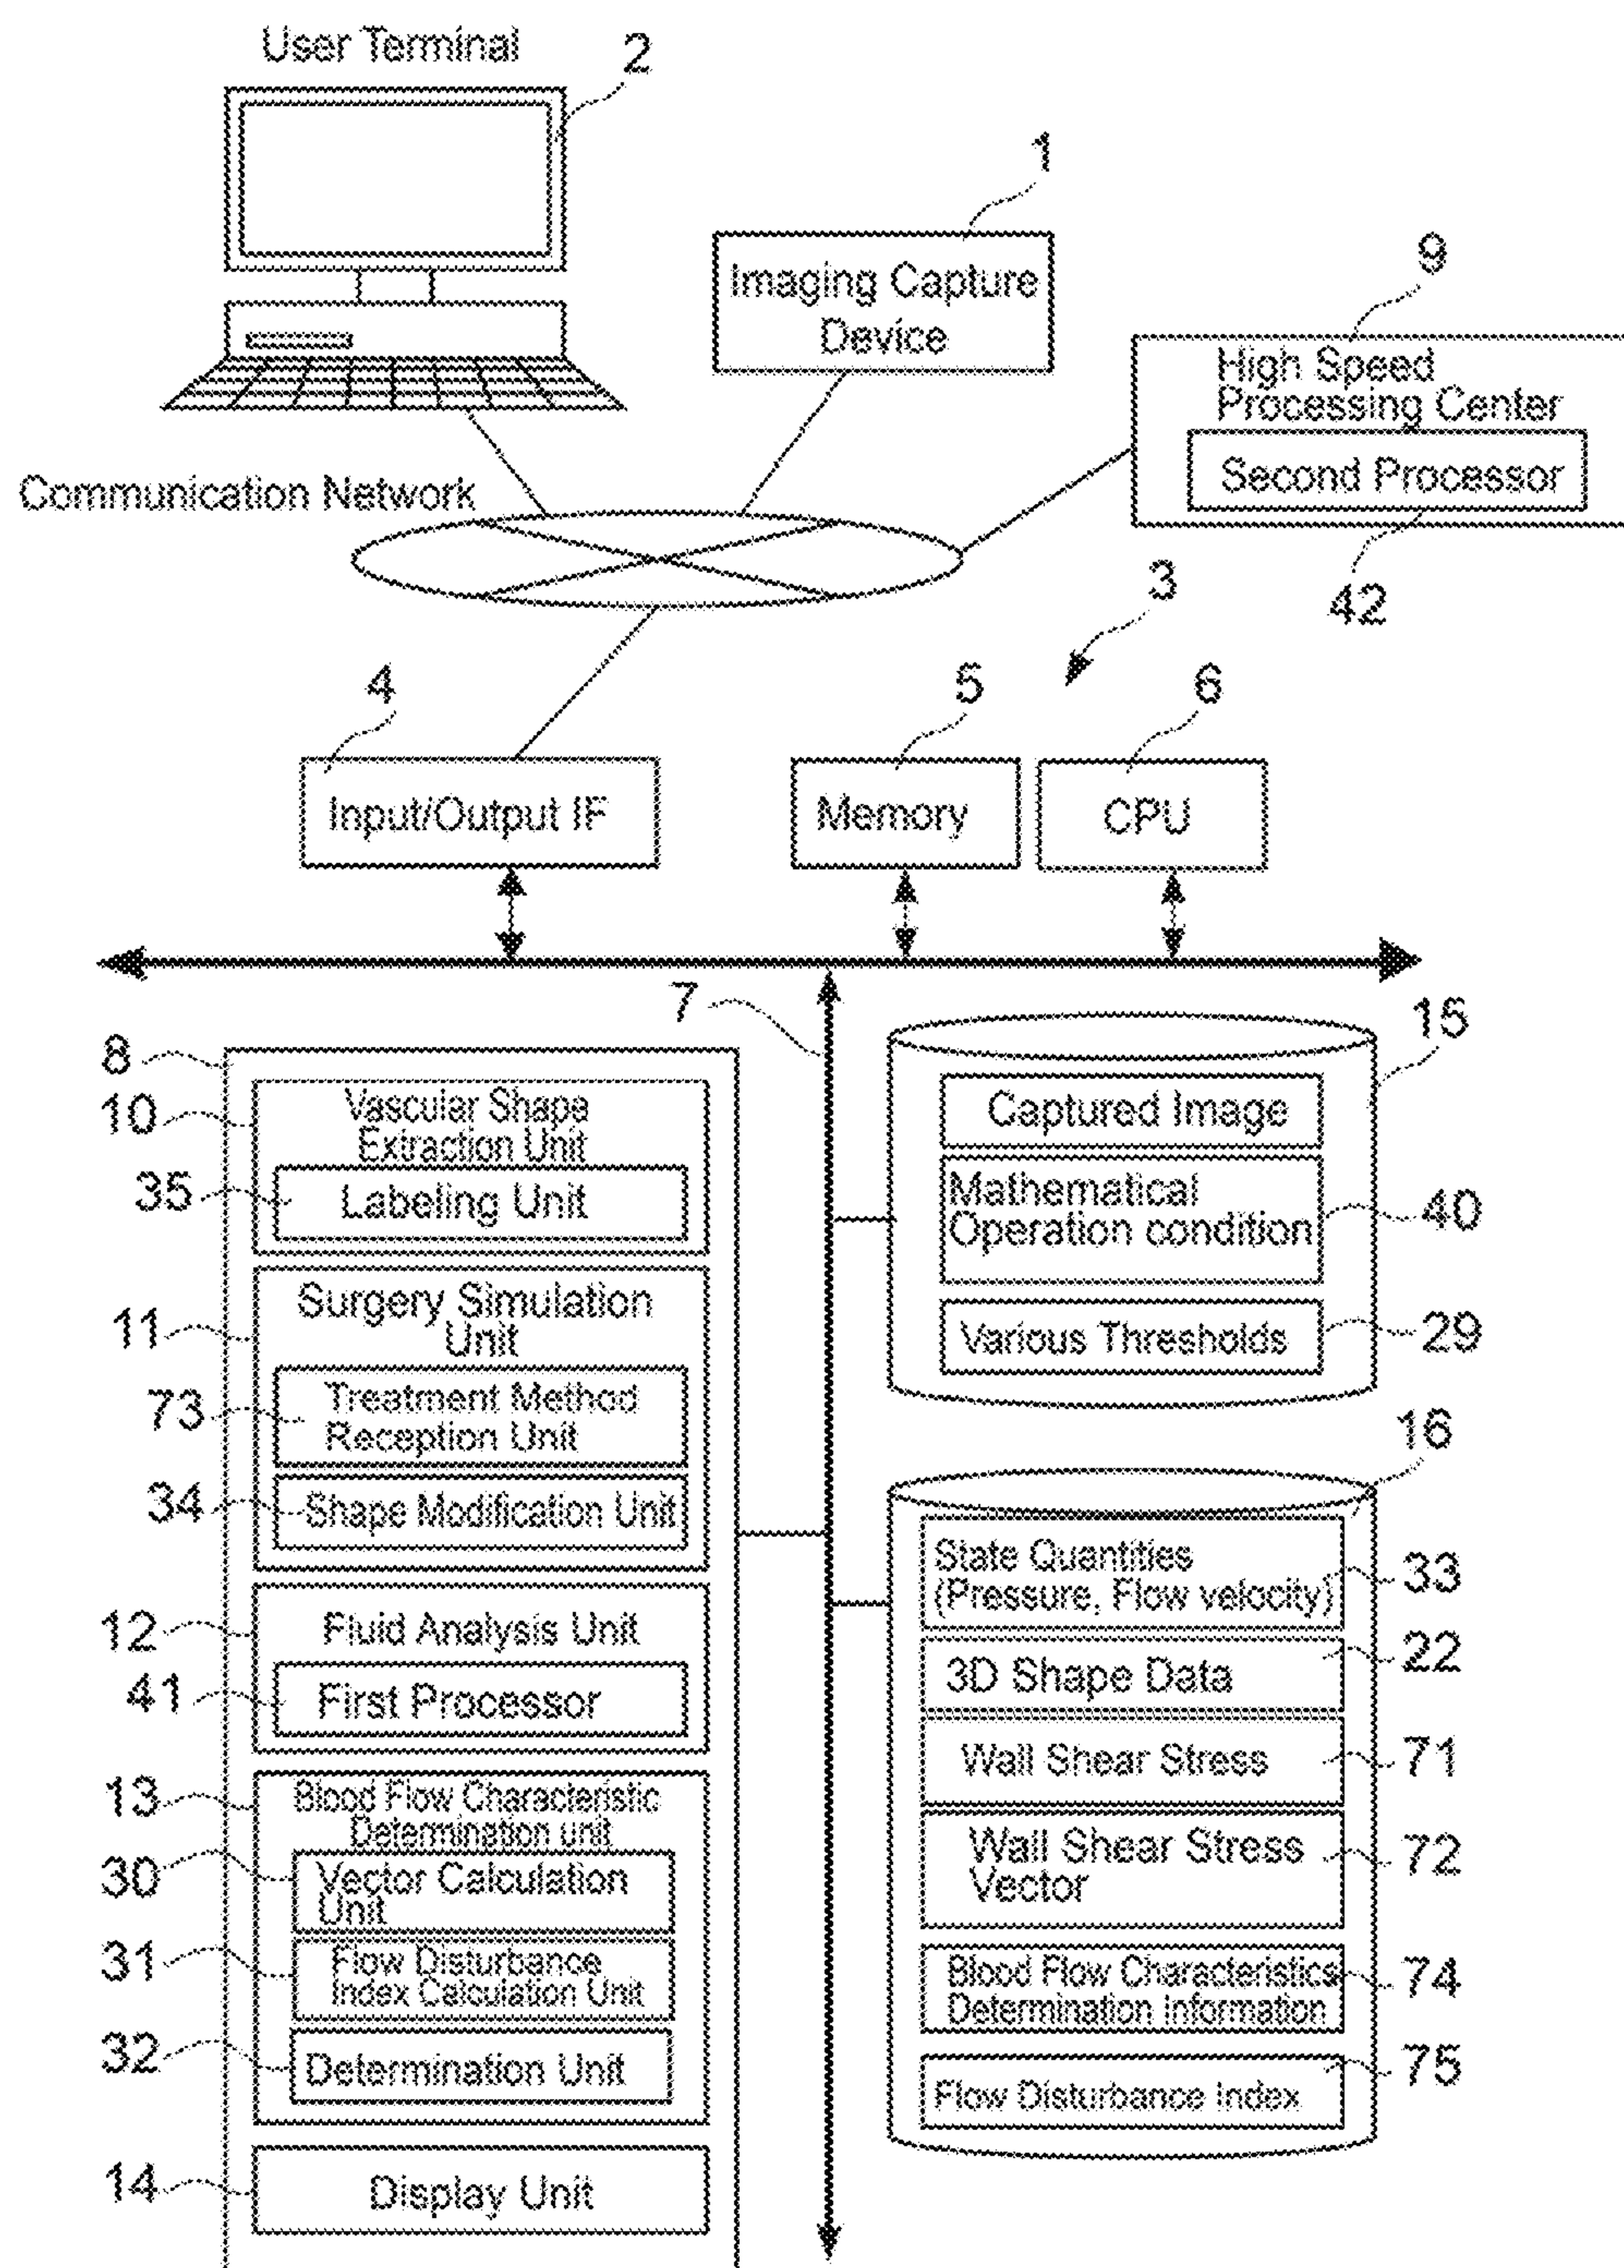 User Terminal
2
1
Imaging Capture
Device
9
High Speed
Processing Center
Second Processor
42
Communication Network
3
4
Input/Output IF
5
Memory
6
CPU
7
8
10
Vascular Shape
Extraction Unit
35
Labeling Unit
11
Surgery Simulation
Unit
73
Treatment Method
Reception Unit
34
Shape Modification Unit
12
Fluid Analysis Unit
41
First Processor
13
Blood Flow Characteristic
Determination unit
30
Vector Calculation
Unit
31
Flow Disturbance
Index Calculation Unit
32
Determination Unit
14
Display Unit
15
Captured Image
Mathematical
Operation condition
40
Various Thresholds
29
16
State Quantities
(Pressure, Flow velocity)
33
3D Shape Data
22
Wall Shear Stress
71
Wall Shear Stress
Vector
72
Blood Flow Characteristics
Determination Information
74
Flow Disturbance Index
75